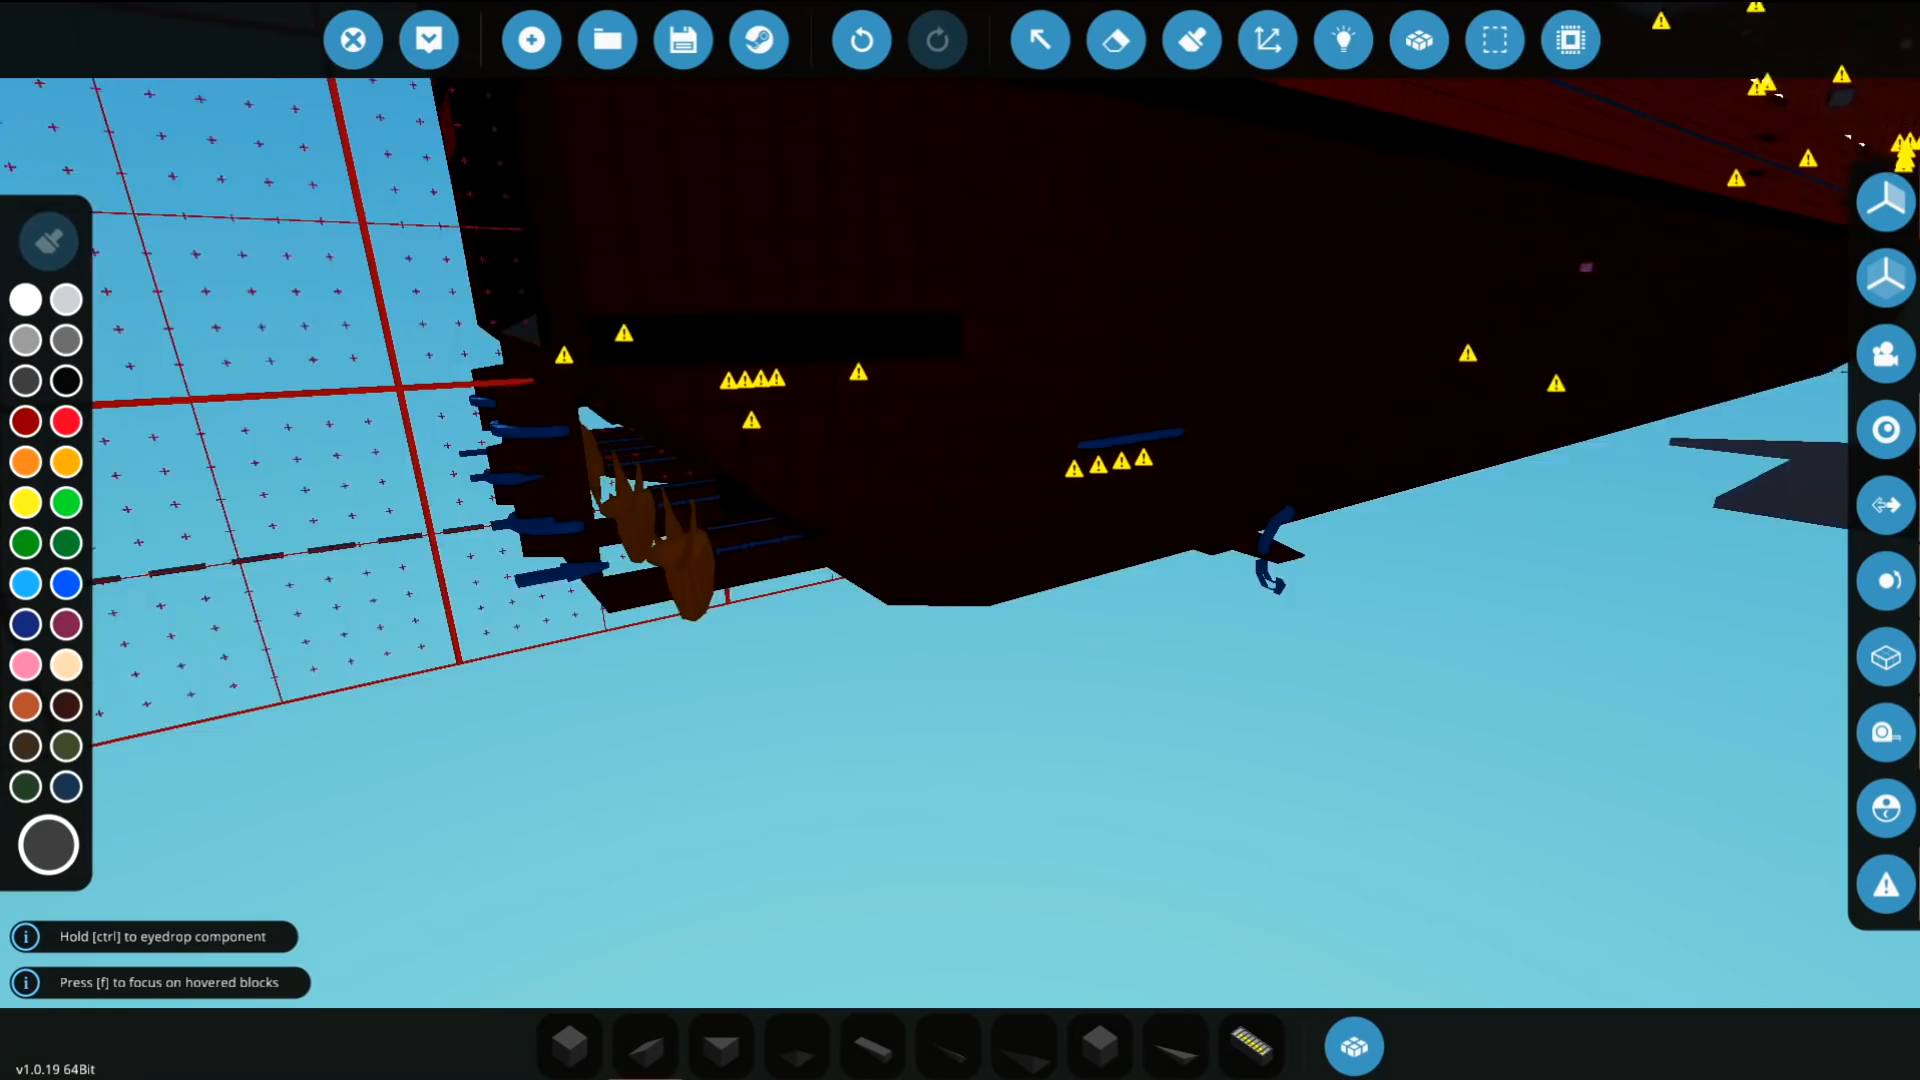 Hold [ctrl] to eyedrop component
Press [f] to focus on hovered blocks
v1.0.19 64Bit